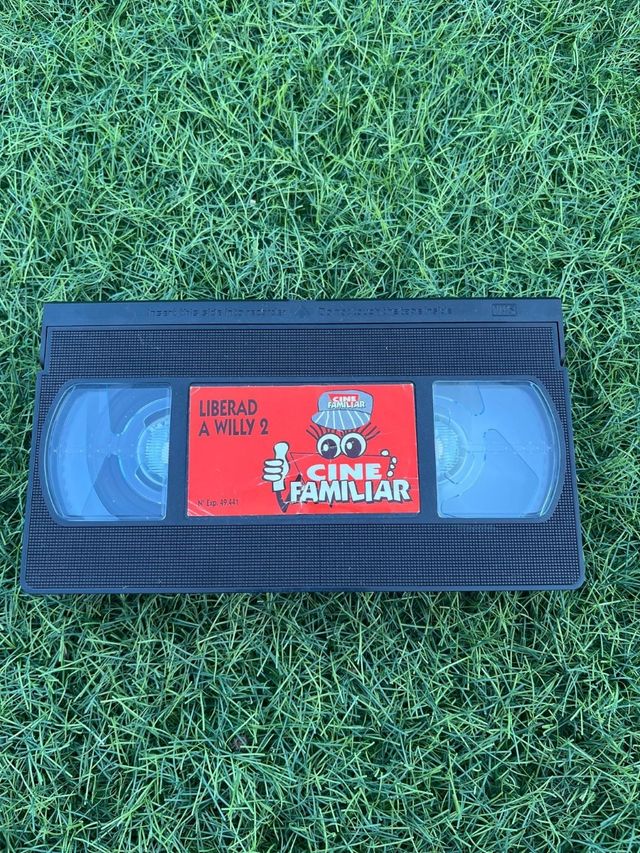 Insert this side into recorder Do not touch the tape inside VHS
LIBERAD
A WILLY 2
CINE
FAMILIAR
CINE
FAMILIAR
Nº Exp. 49.441